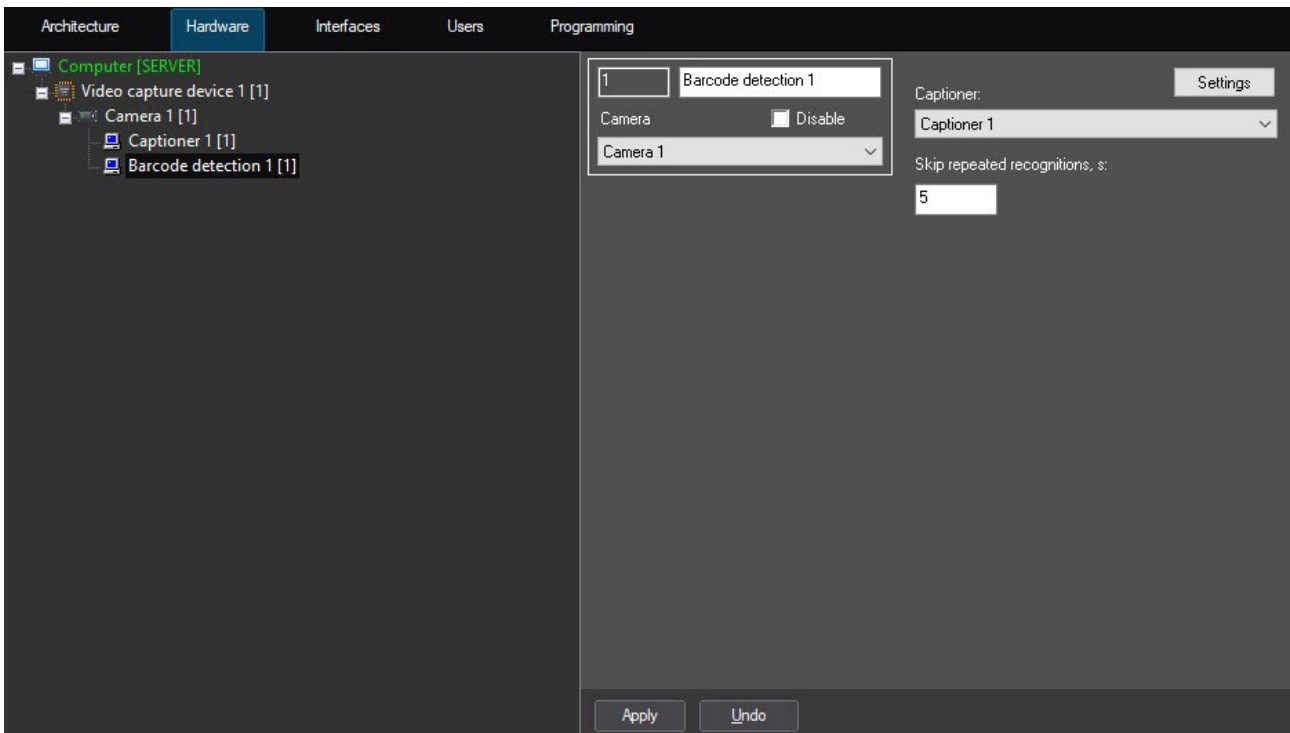 Architecture Hardware Interfaces Users Programming
Computer [SERVER]
Video capture device 1 [1]
Camera 1 [1]
Captioner 1 [1]
Barcode detection 1 [1]
1 Barcode detection 1
Camera Disable
Camera 1
Settings
Captioner:
Captioner 1
Skip repeated recognitions, s:
5
Apply Undo